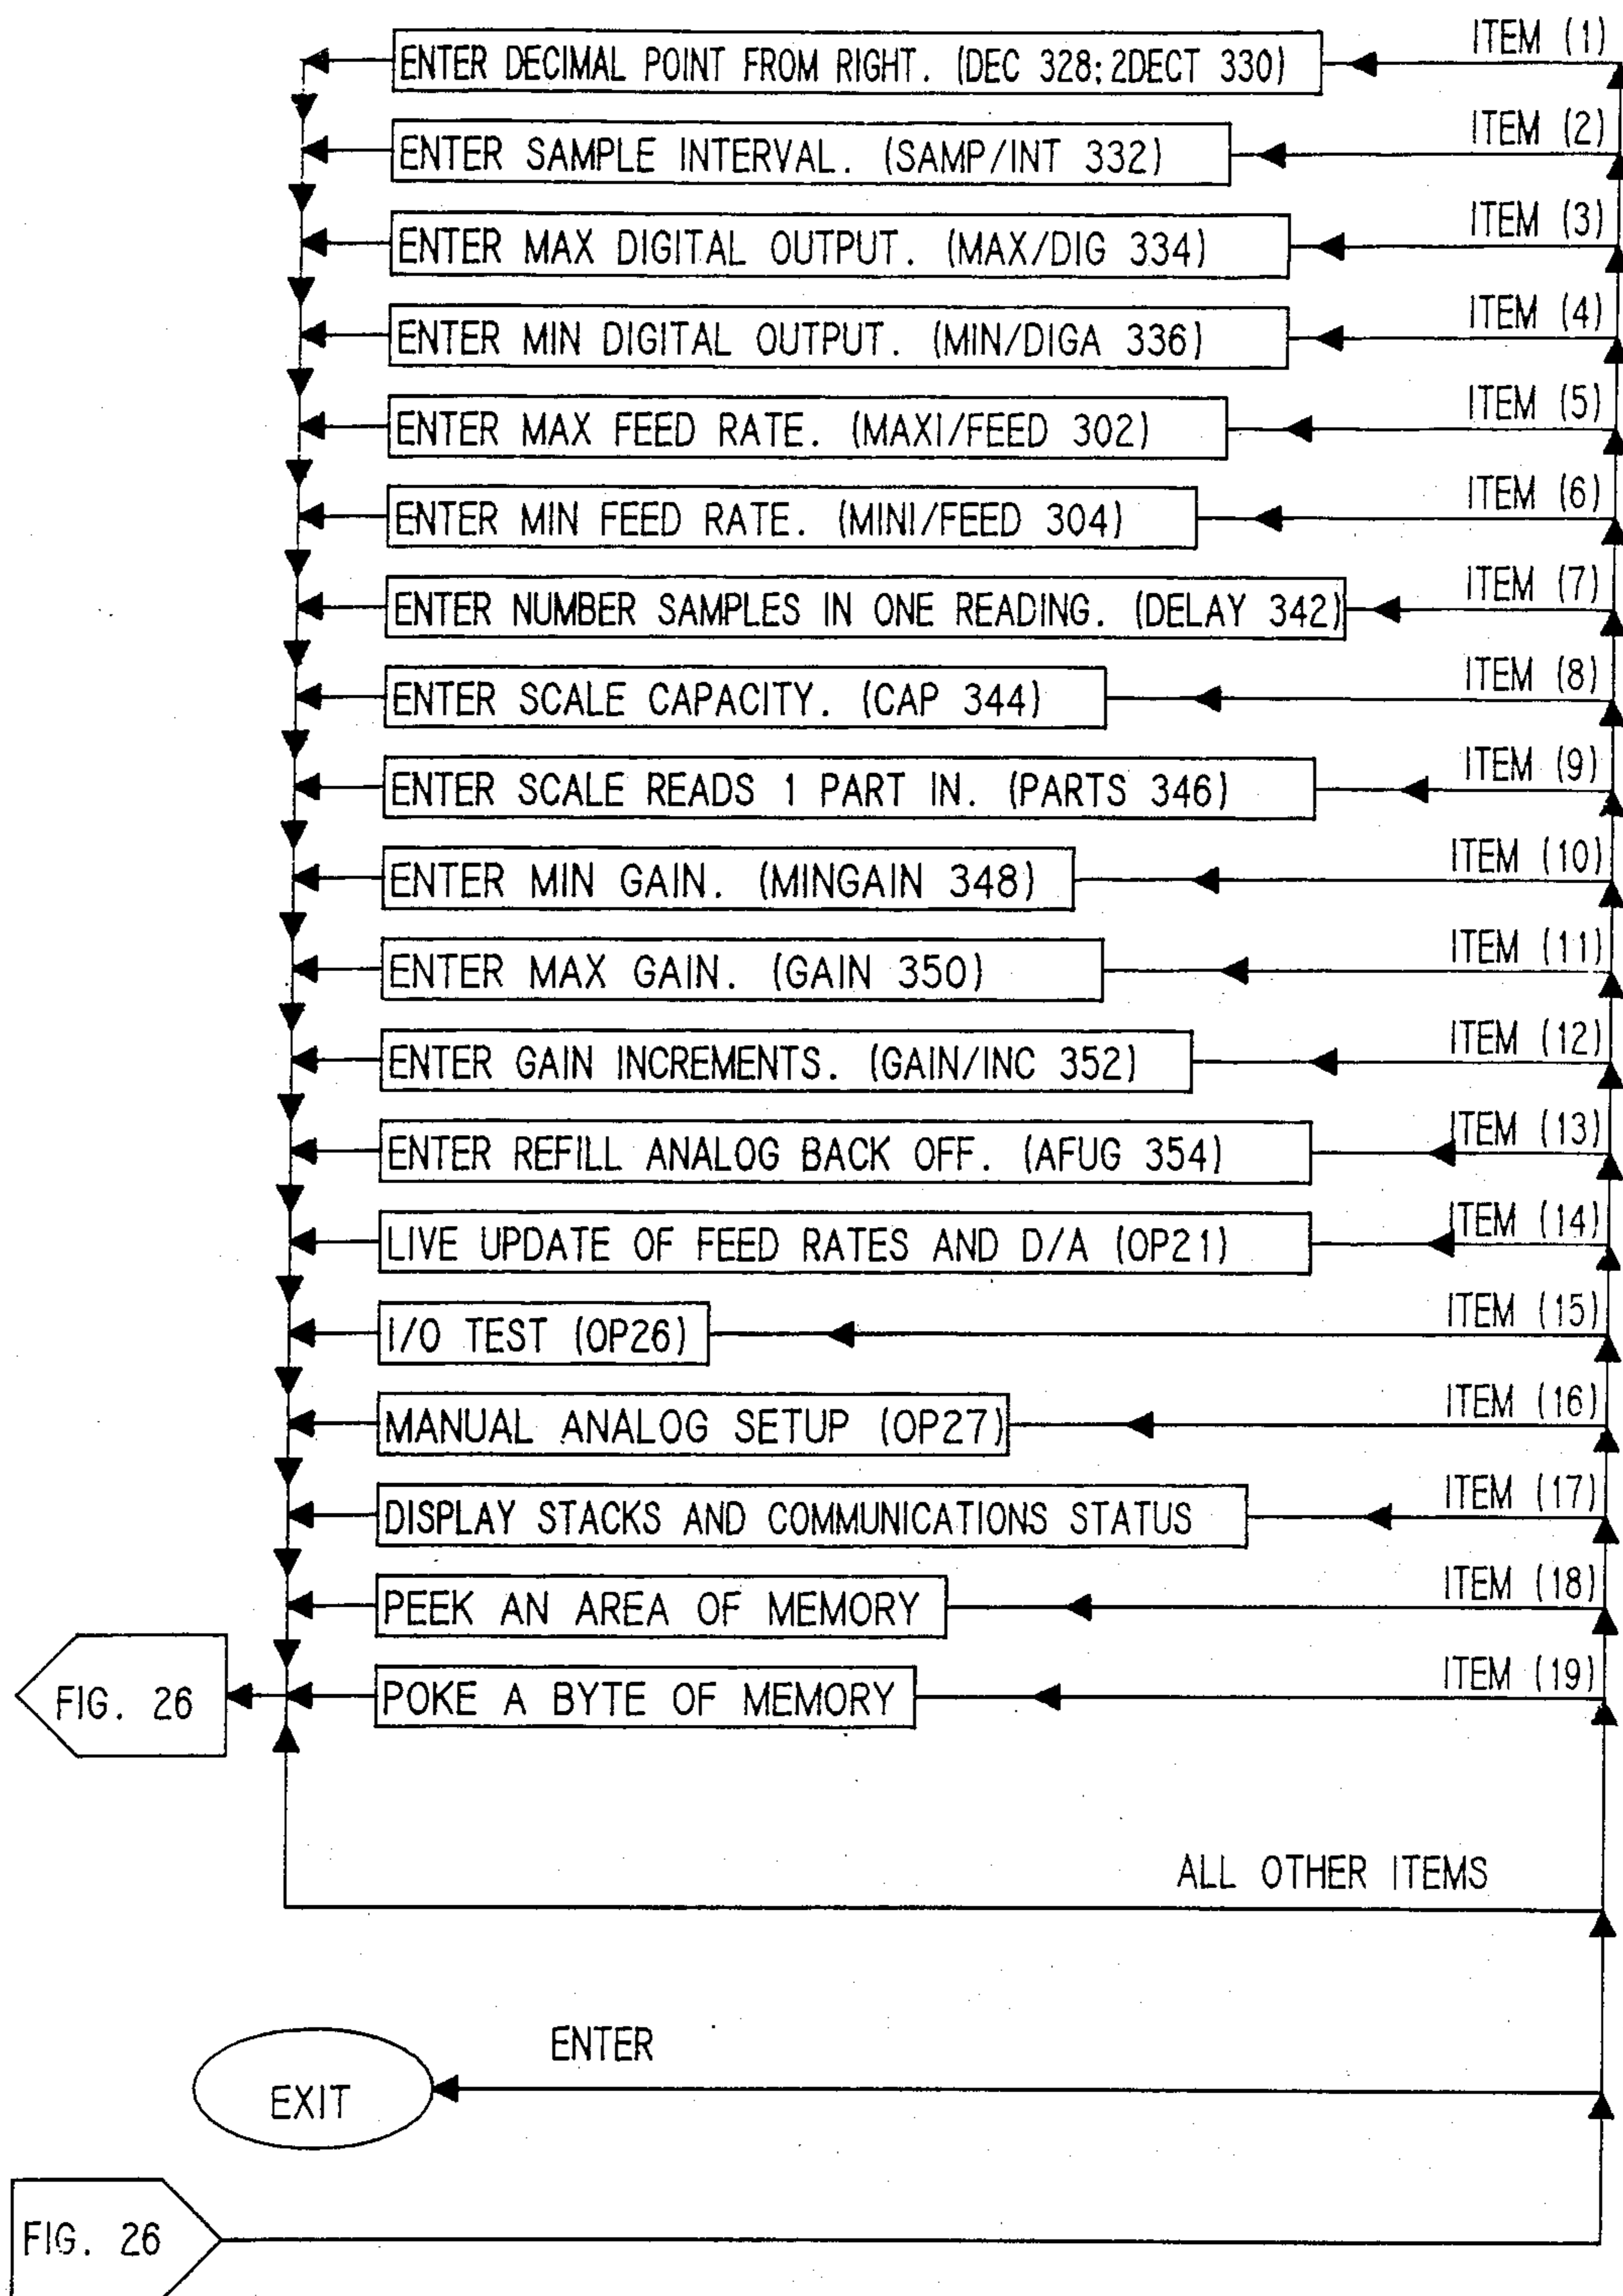 ITEM (1)
ENTER DECIMAL POINT FROM RIGHT. (DEC 328;2DECT 330)
ITEM (2)
ENTER SAMPLE INTERVAL. (SAMP/INT 332)
ITEM (3)
ENTER MAX DIGITAL OUTPUT. (MAX/DIG 334)
ITEM (4)
ENTER MIN DIGITAL OUTPUT. (MIN/DIGA 336)
ITEM (5)
ENTER MAX FEED RATE. (MAXI/FEED 302)
ITEM (6)
ENTER MIN FEED RATE. (MINI/FEED 304)
ITEM (7)
ENTER NUMBER SAMPLES IN ONE READING. (DELAY 342)
ITEM (8)
ENTER SCALE CAPACITY. (CAP 344)
ITEM (9)
ENTER SCALE READS 1 PART IN. (PARTS 346)
ITEM (10)
ENTER MIN GAIN. (MINGAIN 348)
ITEM (11)
ENTER MAX GAIN. (GAIN 350)
ITEM (12)
ENTER GAIN INCREMENTS. (GAIN/INC 352)
ITEM (13)
ENTER REFILL ANALOG BACK OFF. (AFUG 354)
ITEM (14)
LIVE UPDATE OF FEED RATES AND D/A (OP21)
ITEM (15)
I/O TEST (OP26)
ITEM (16)
MANUAL ANALOG SETUP (OP27)
ITEM (17)
DISPLAY STACKS AND COMMUNICATIONS STATUS
ITEM (18)
PEEK AN AREA OF MEMORY
ITEM (19)
POKE A BYTE OF MEMORY
FIG. 26
ALL OTHER ITEMS
ENTER
EXIT
FIG. 26